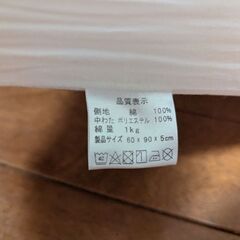 品質表示
側地　綿　100%
中わた ポリエステル 100%
綿量　1kg
製品サイズ 60×90×5cm